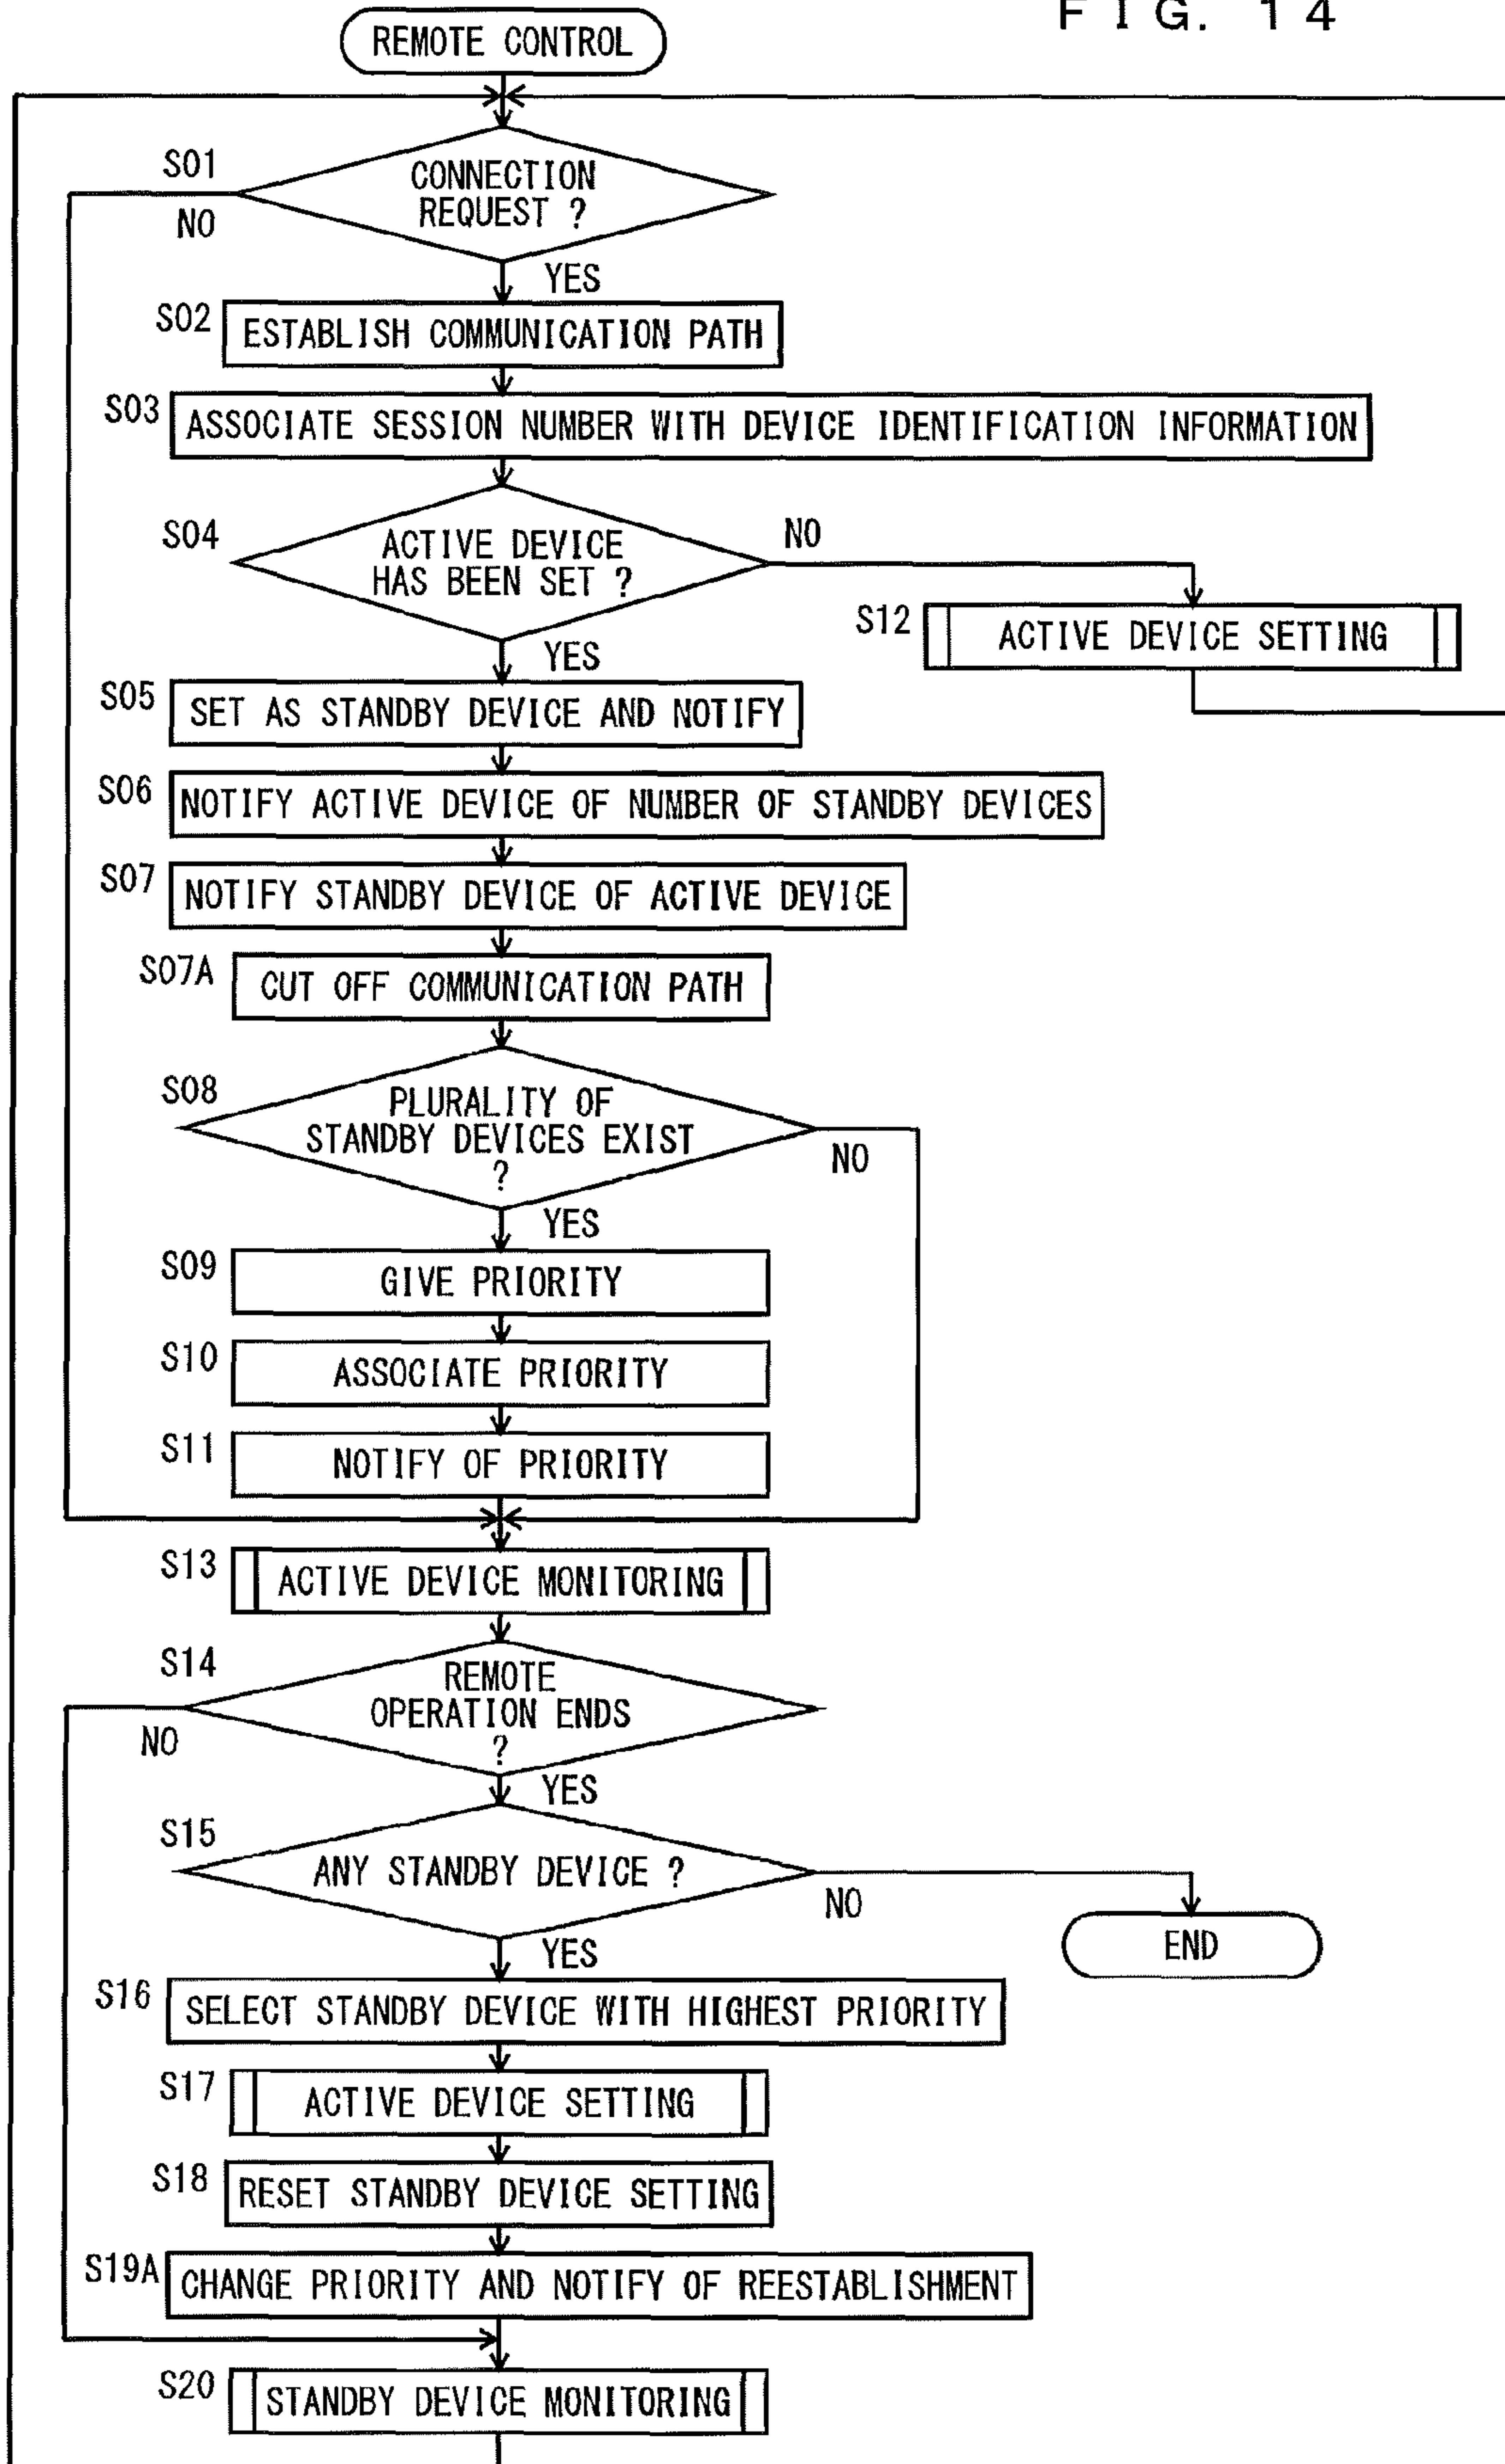 FIG. 14
REMOTE CONTROL
S01
CONNECTION
REQUEST ?
NO
YES
S02
ESTABLISH COMMUNICATION PATH
S03
ASSOCIATE SESSION NUMBER WITH DEVICE IDENTIFICATION INFORMATION
S04
ACTIVE DEVICE
HAS BEEN SET ?
NO
S12
ACTIVE DEVICE SETTING
YES
S05
SET AS STANDBY DEVICE AND NOTIFY
S06
NOTIFY ACTIVE DEVICE OF NUMBER OF STANDBY DEVICES
S07
NOTIFY STANDBY DEVICE OF ACTIVE DEVICE
S07A
CUT OFF COMMUNICATION PATH
S08
PLURALITY OF
STANDBY DEVICES EXIST
?
NO
YES
S09
GIVE PRIORITY
S10
ASSOCIATE PRIORITY
S11
NOTIFY OF PRIORITY
S13
ACTIVE DEVICE MONITORING
S14
REMOTE
OPERATION ENDS
?
NO
YES
S15
ANY STANDBY DEVICE ?
NO
END
YES
S16
SELECT STANDBY DEVICE WITH HIGHEST PRIORITY
S17
ACTIVE DEVICE SETTING
S18
RESET STANDBY DEVICE SETTING
S19A
CHANGE PRIORITY AND NOTIFY OF REESTABLISHMENT
S20
STANDBY DEVICE MONITORING